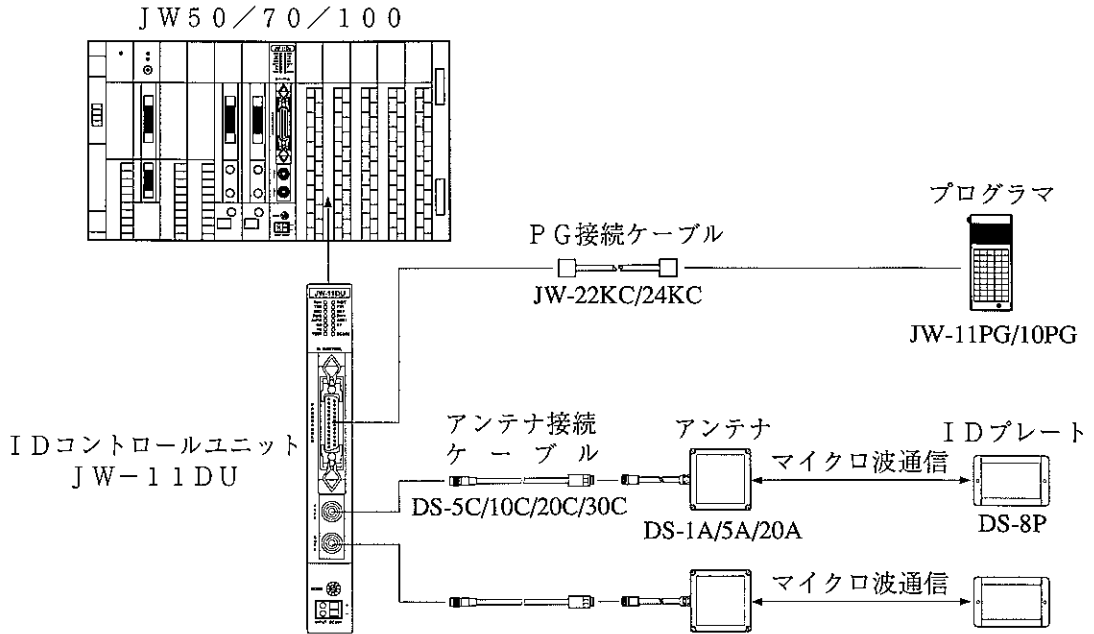 JW50／70／100
プログラマ
PG接続ケーブル
JW-22KC/24KC
JW-11PG/10PG
JW-11DU
IDコントロールユニット
JW－11DU
アンテナ接続
ケーブル
DS-5C/10C/20C/30C
アンテナ
DS-1A/5A/20A
マイクロ波通信
IDプレート
DS-8P
マイクロ波通信